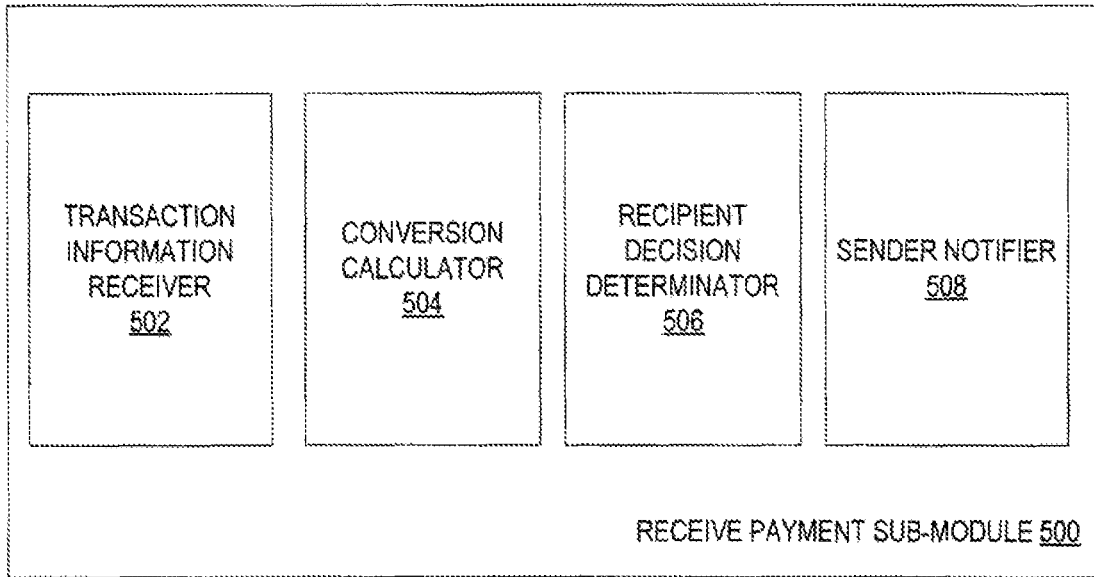 TRANSACTION
INFORMATION
RECEIVER
502
CONVERSION
CALCULATOR
504
RECIPIENT
DECISION
DETERMINATOR
506
SENDER NOTIFIER
508
RECEIVE PAYMENT SUB-MODULE 500